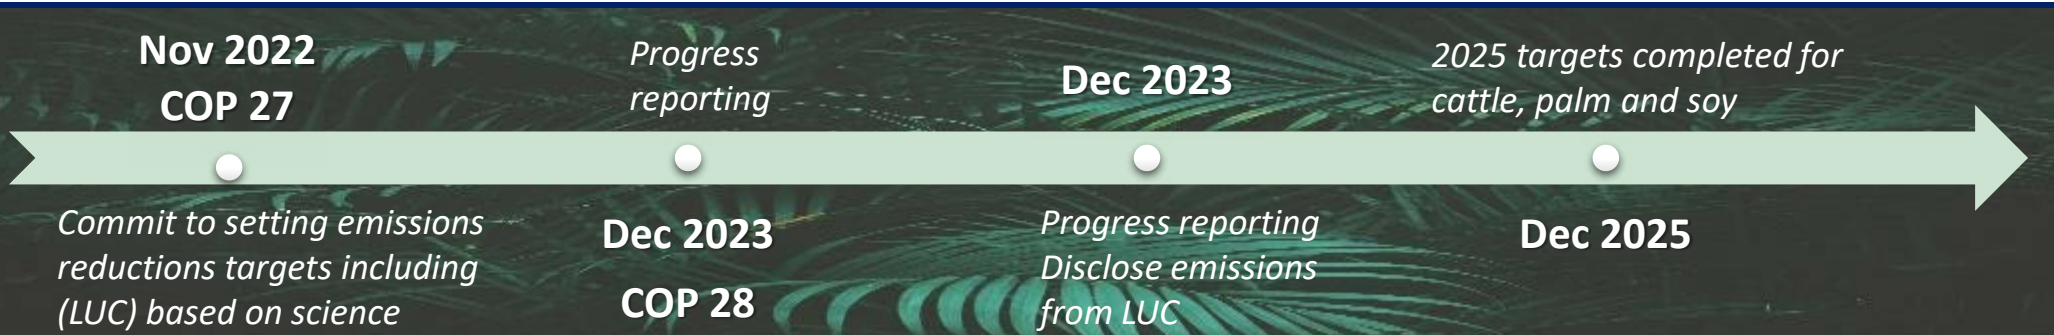 Nov 2022
COP 27
Commit to setting emissions
reductions targets including
(LUC) based on science
Progress
reporting
Dec 2023
COP 28
Dec 2023
Progress reporting
Disclose emissions
from LUC
2025 targets completed for
cattle, palm and soy
Dec 2025